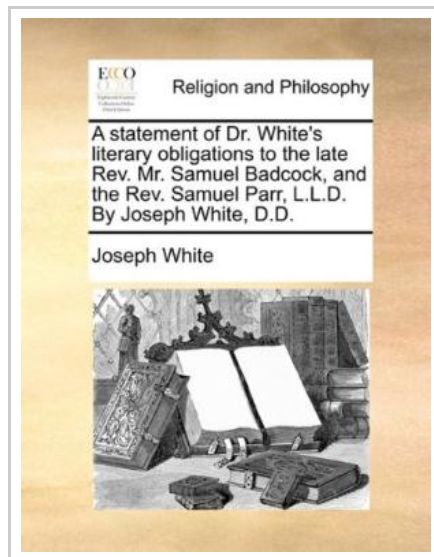 ECCO
Religion and Philosophy
A statement of Dr. White's
literary obligations to the late
Rev. Mr. Samuel Badcock, and
the Rev. Samuel Parr, L.L.D.
By Joseph White, D.D.
Joseph White